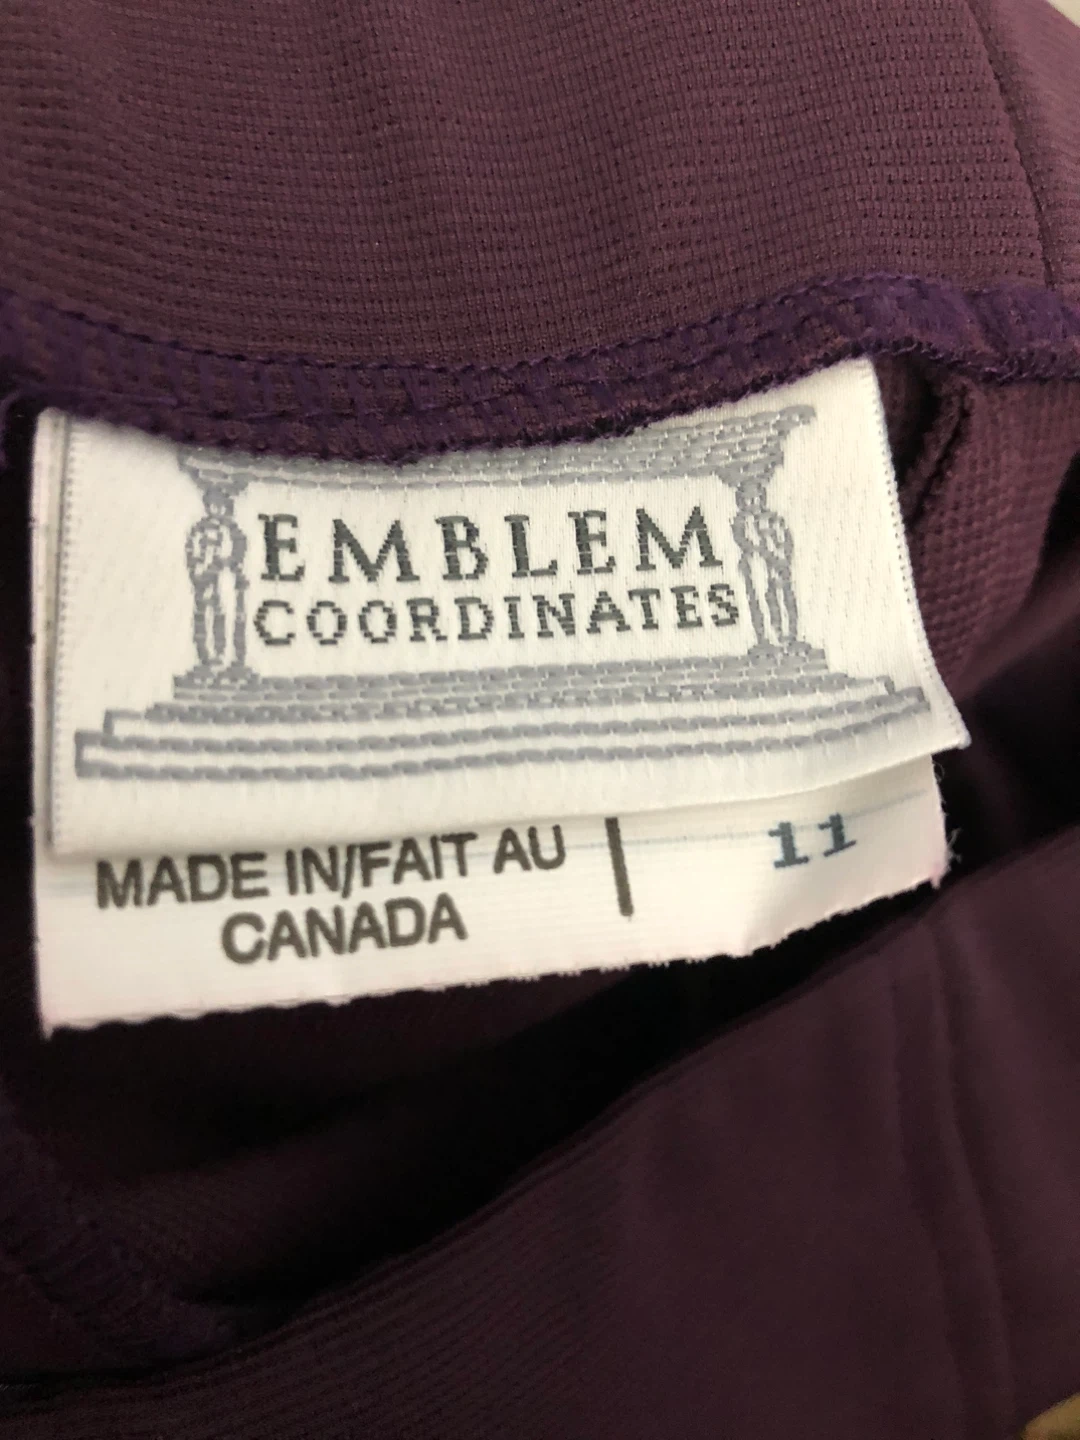 EMBLEM
COORDINATES
MADE IN/FAIT AU
CANADA
11